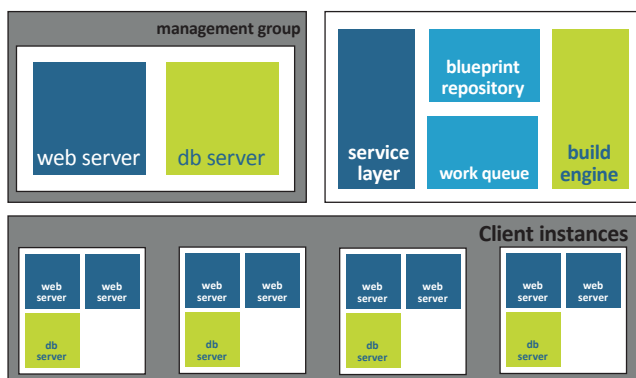 management group
web server
db server
service
layer
blueprint
repository
work queue
build
engine
Client instances
web
server
web
server
db
server
web
server
web
server
db
server
web
server
web
server
db
server
web
server
web
server
db
server